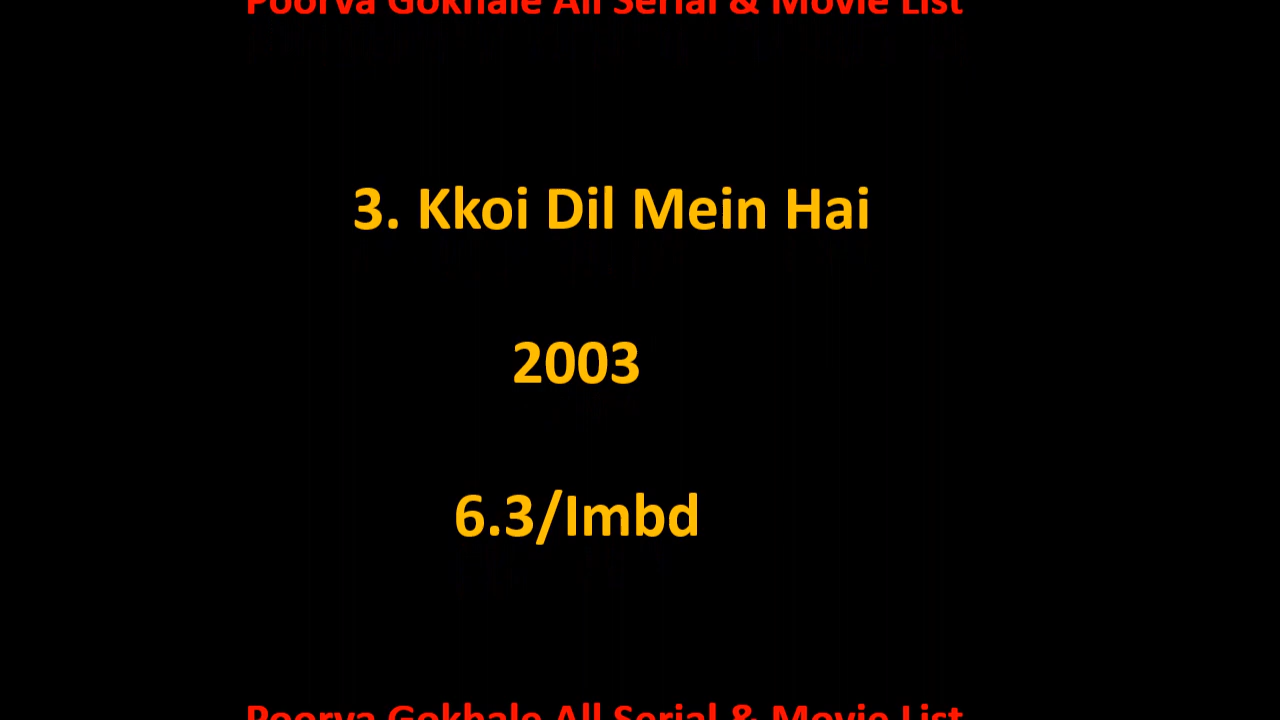 Poorva Gokhale All Serial & Movie List
3. Kkoi Dil Mein Hai
2003
6.3/Imbd
Poorva Gokhale All Serial & Movie List